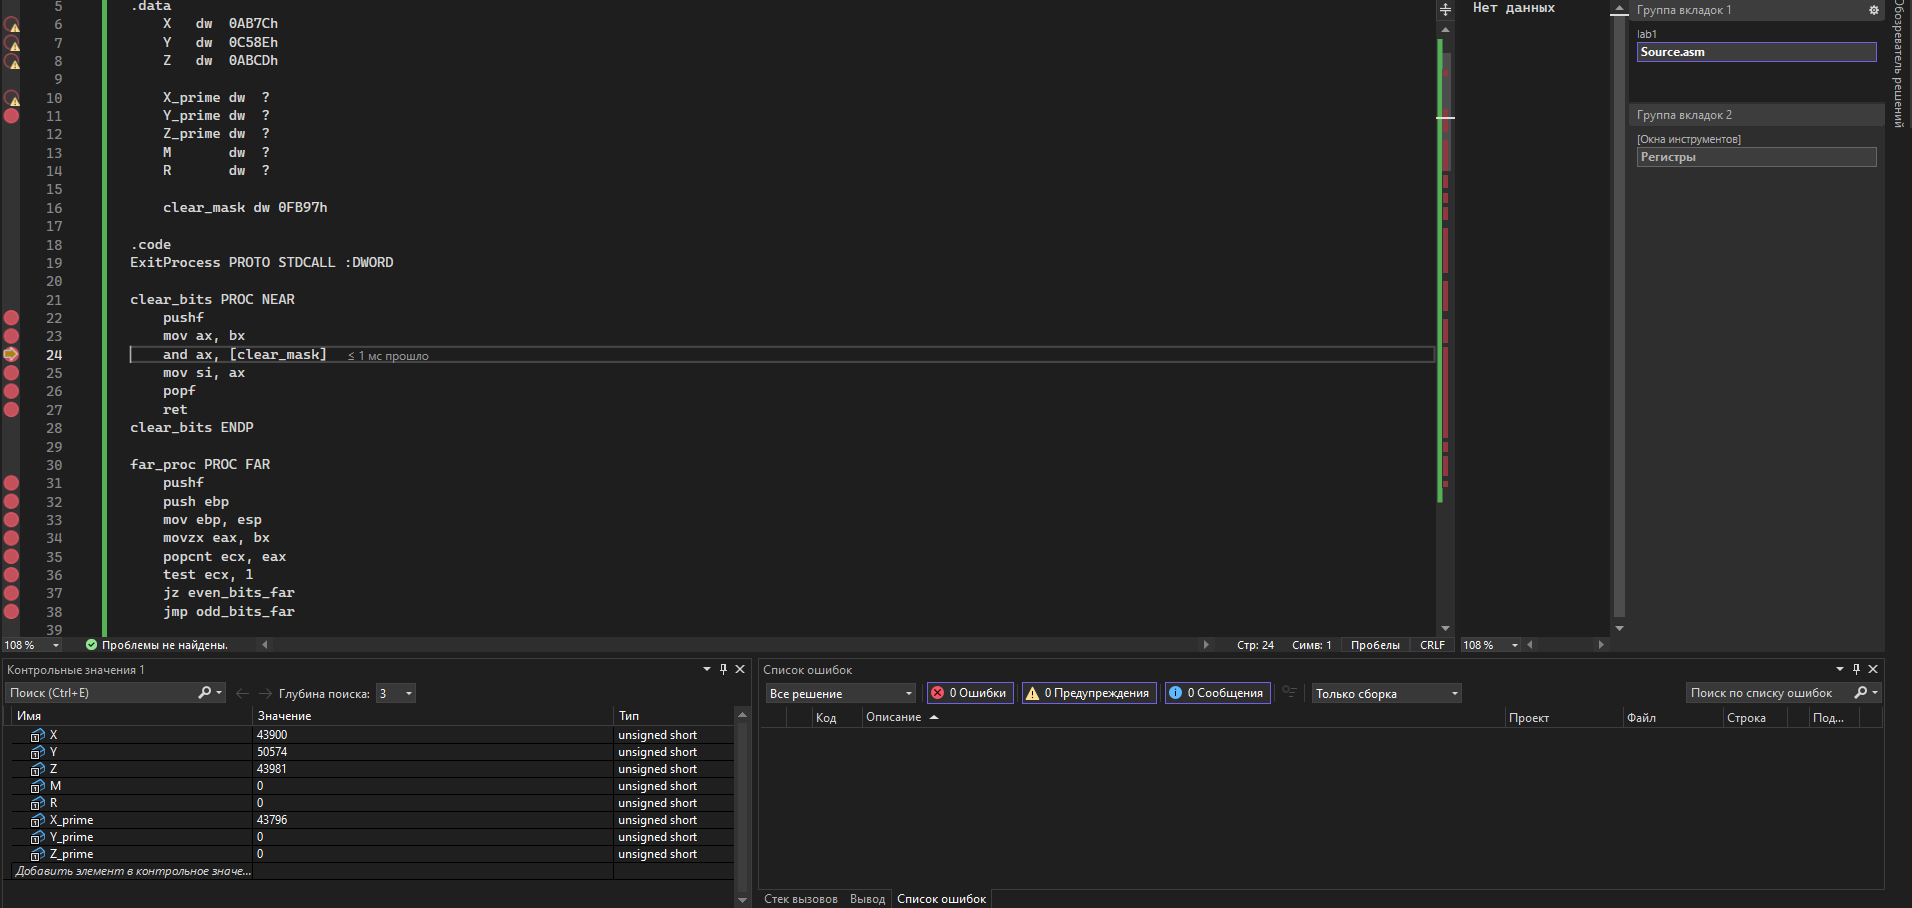 5 .data
6 X dw 0AB7Ch
7 Y dw 0C58Eh
8 Z dw 0ABCDh
9
10 X_prime dw ?
11 Y_prime dw ?
12 Z_prime dw ?
13 M dw ?
14 R dw ?
15
16 clear_mask dw 0FB97h
17
18 .code
19 ExitProcess PROTO STDCALL :DWORD
20
21 clear_bits PROC NEAR
22 pushf
23 mov ax, bx
24 and ax, [clear_mask] ≤ 1 мс прошло
25 mov si, ax
26 popf
27 ret
28 clear_bits ENDP
29
30 far_proc PROC FAR
31 pushf
32 push ebp
33 mov ebp, esp
34 movzx eax, bx
35 popcnt ecx, eax
36 test ecx, 1
37 jz even_bits_far
38 jmp odd_bits_far
39
108 % Проблемы не найдены. Стр: 24 Симв: 1 Пробелы CRLF
Нет данных
108 %
Группа вкладок 1
lab1
Source.asm
Группа вкладок 2
[Окна инструментов]
Регистры
Обозреватель решений
Контрольные значения 1
Поиск (Ctrl+E) Глубина поиска: 3
Имя Значение Тип
X 43900 unsigned short
Y 50574 unsigned short
Z 43981 unsigned short
M 0 unsigned short
R 0 unsigned short
X_prime 43796 unsigned short
Y_prime 0 unsigned short
Z_prime 0 unsigned short
Добавить элемент в контрольное значе...
Список ошибок
Все решение 0 Ошибки 0 Предупреждения 0 Сообщения Только сборка Поиск по списку ошибок
Код Описание Проект Файл Строка Под...
Стек вызовов Вывод Список ошибок